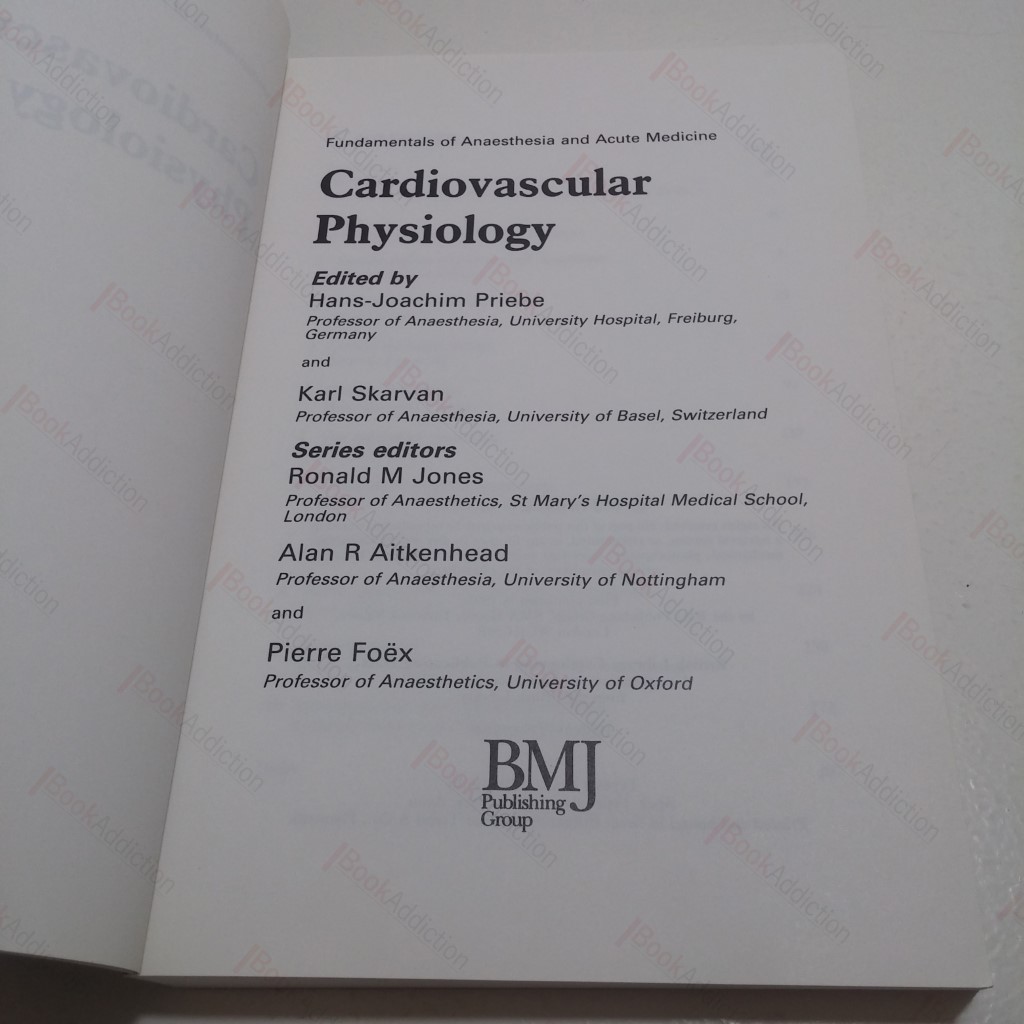 Fundamentals of Anaesthesia and Acute Medicine
Cardiovascular
Physiology
Edited by
Hans-Joachim Priebe
Professor of Anaesthesia, University Hospital, Freiburg,
Germany
and
Karl Skarvan
Professor of Anaesthesia, University of Basel, Switzerland
Series editors
Ronald M Jones
Professor of Anaesthetics, St Mary's Hospital Medical School,
London
Alan R Aitkenhead
Professor of Anaesthesia, University of Nottingham
and
Pierre Foëx
Professor of Anaesthetics, University of Oxford
BMJ
Publishing
Group
BookAddiction